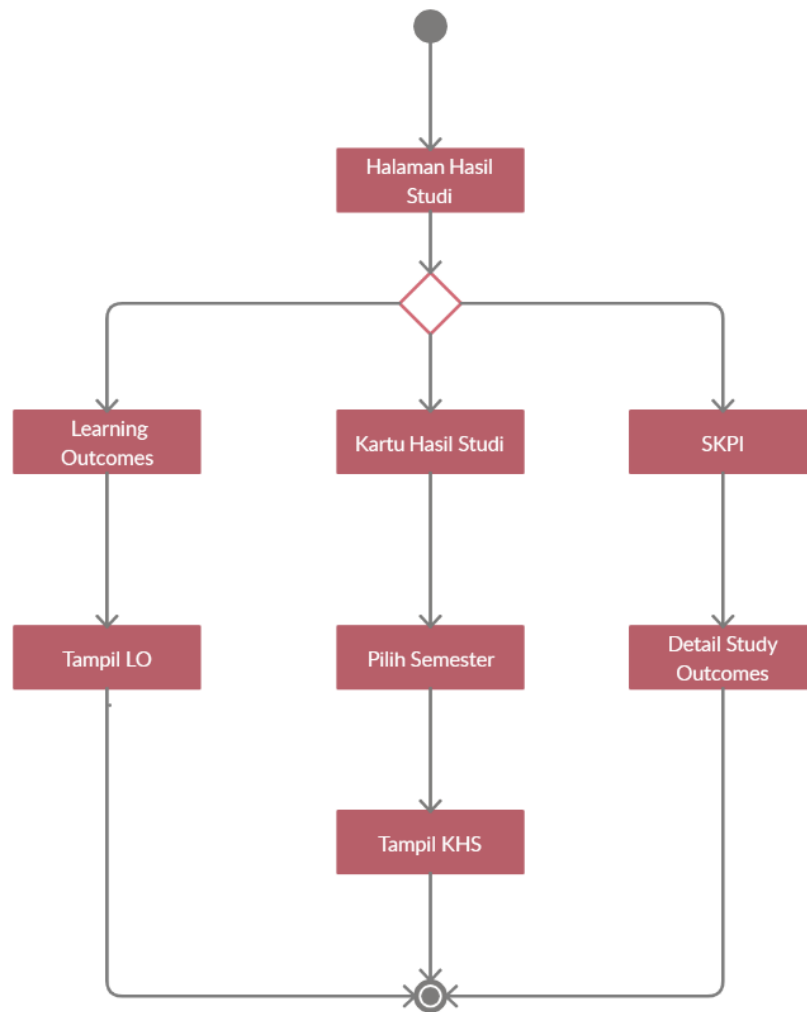 Halaman Hasil
Studi
Learning
Outcomes
Kartu Hasil Studi
SKPI
Tampil LO
Pilih Semester
Detail Study
Outcomes
Tampil KHS